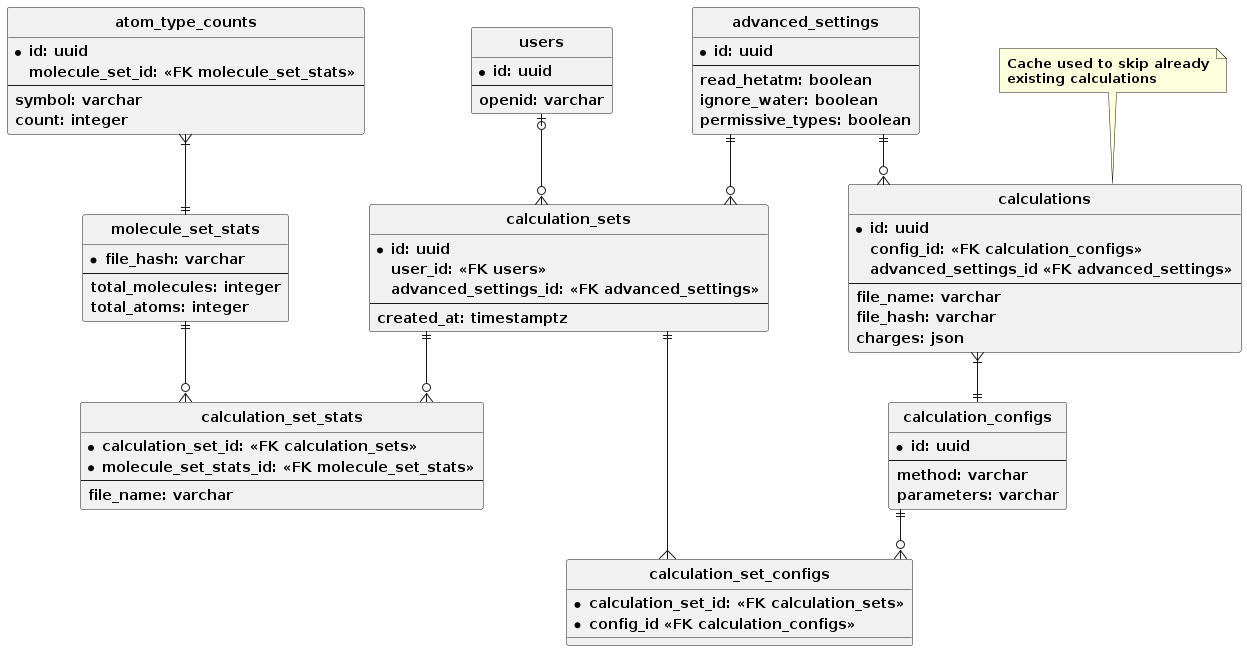 atom_type_counts
id: uuid
molecule_set_id: «FK molecule_set_stats»
symbol: varchar
count: integer
users
id: uuid
openid: varchar
advanced_settings
id: uuid
read_hetatm: boolean
ignore_water: boolean
permissive_types: boolean
Cache used to skip already
existing calculations
molecule_set_stats
file_hash: varchar
total_molecules: integer
total_atoms: integer
calculation_sets
id: uuid
user_id: «FK users»
advanced_settings_id: «FK advanced_settings»
created_at: timestamptz
calculations
id: uuid
config_id: «FK calculation_configs»
advanced_settings_id «FK advanced_settings»
file_name: varchar
file_hash: varchar
charges: json
calculation_set_stats
calculation_set_id: «FK calculation_sets»
molecule_set_stats_id: «FK molecule_set_stats»
file_name: varchar
calculation_configs
id: uuid
method: varchar
parameters: varchar
calculation_set_configs
calculation_set_id: «FK calculation_sets»
config_id «FK calculation_configs»